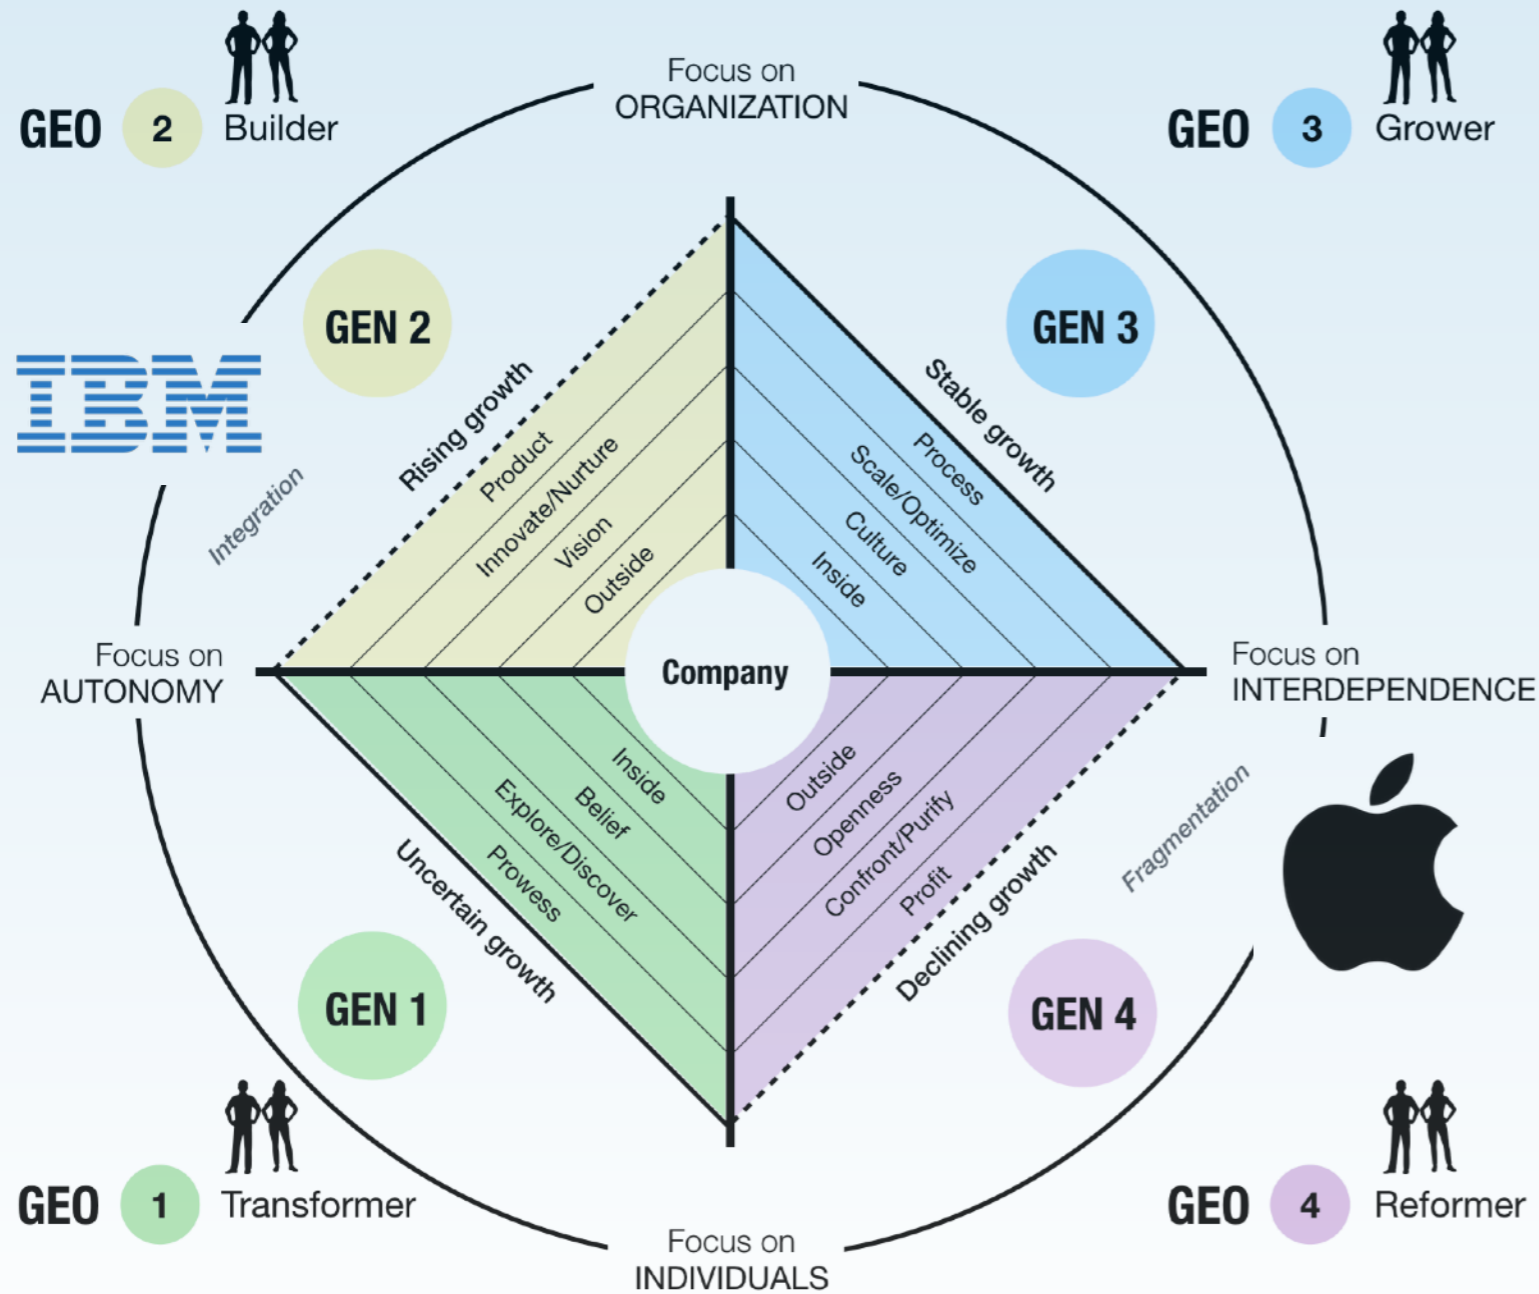 Focus on
ORGANIZATION
GEO 2 Builder
GEO 3 Grower
GEN 2
GEN 3
IBM
Integration
Rising growth
Product
Innovate/Nurture
Vision
Outside
Stable growth
Process
Scale/Optimize
Culture
Inside
Focus on
AUTONOMY
Company
Focus on
INTERDEPENDENCE
Inside
Belief
Explore/Discover
Prowess
Uncertain growth
Outside
Openness
Confront/Purify
Profit
Declining growth
Fragmentation
GEN 1
GEN 4
GEO 1 Transformer
GEO 4 Reformer
Focus on
INDIVIDUALS